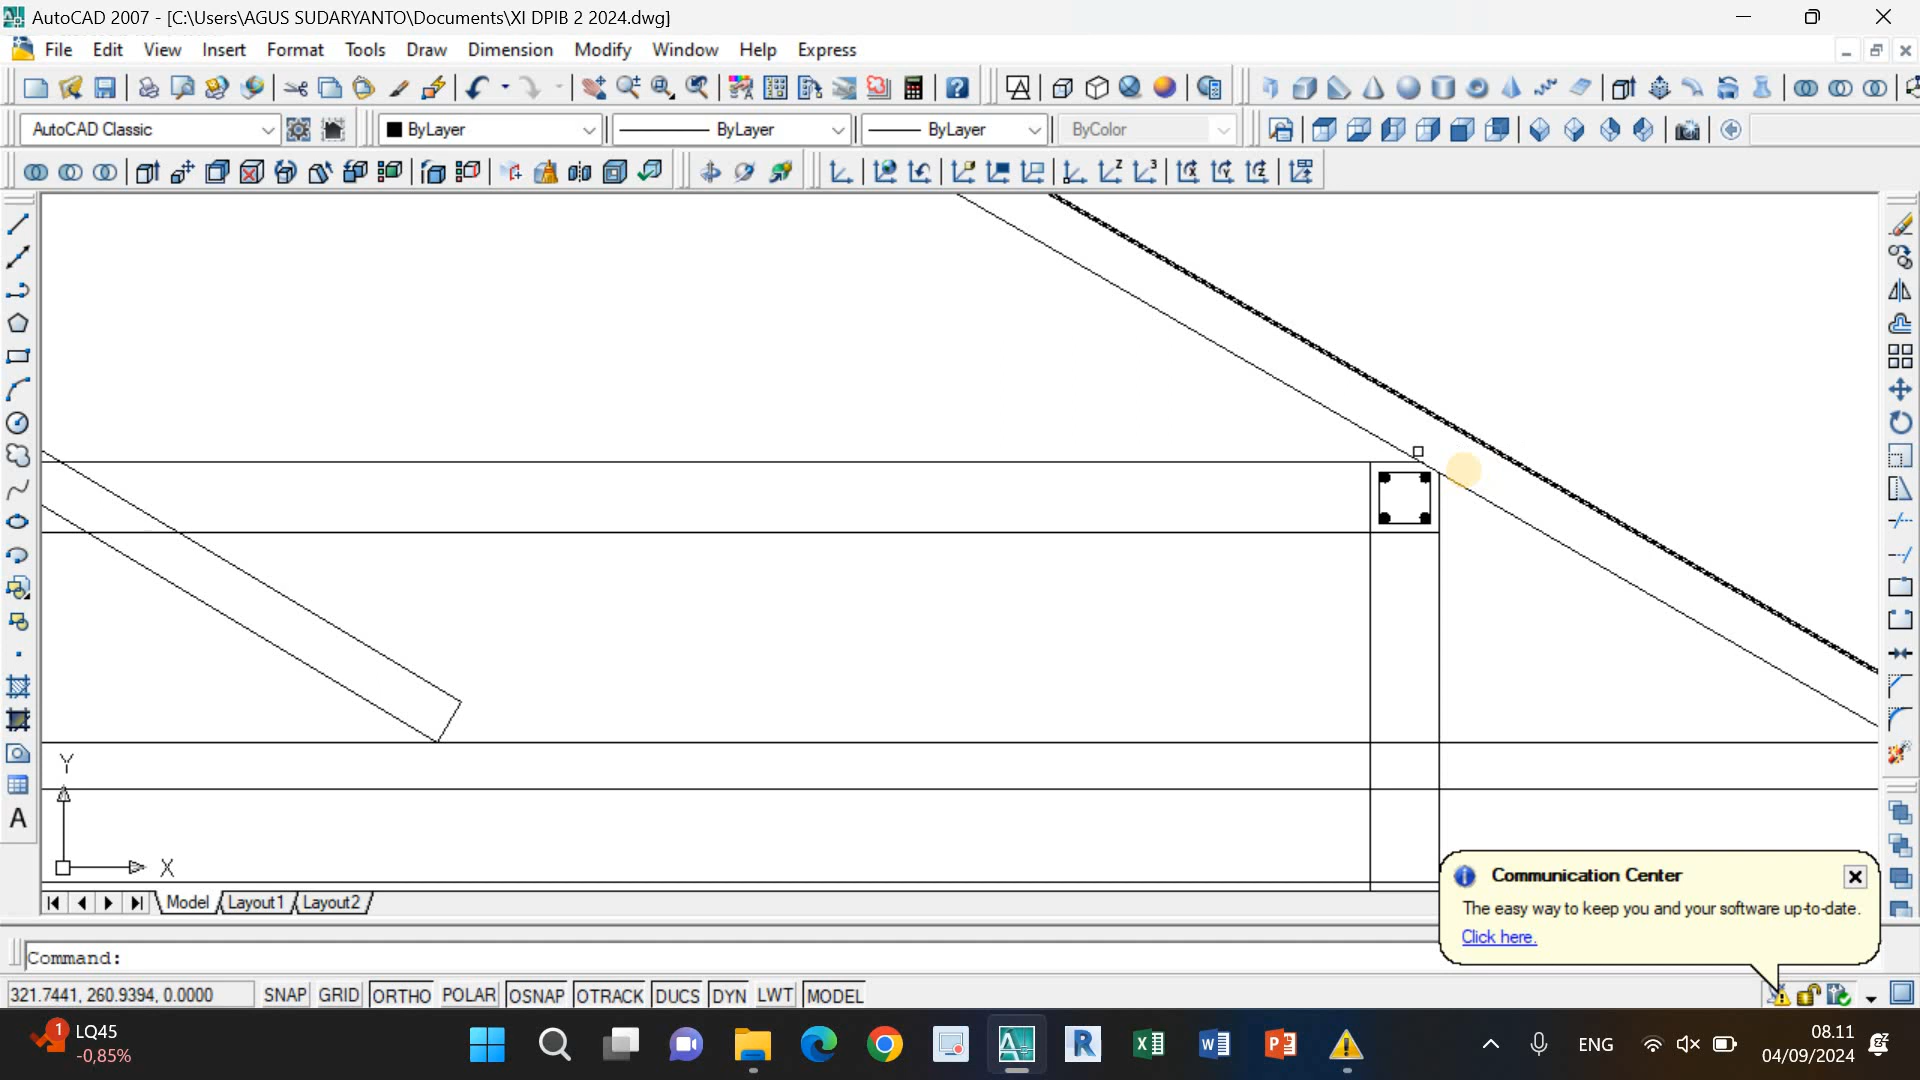 AutoCAD 2007 - [C:\Users\AGUS SUDARYANTO\Documents\XI DPIB 2 2024.dwg]
File Edit View Insert Format Tools Draw Dimension Modify Window Help Express
AutoCAD Classic ByLayer ByLayer ByLayer ByColor
Y
X
Model Layout1 Layout2
Communication Center
The easy way to keep you and your software up-to-date.
Click here.
Command:
321.7441, 260.9394, 0.0000 SNAP GRID ORTHO POLAR OSNAP OTRACK DUCS DYN LWT MODEL
1
LQ45
-0,85%
ENG
08.11
04/09/2024